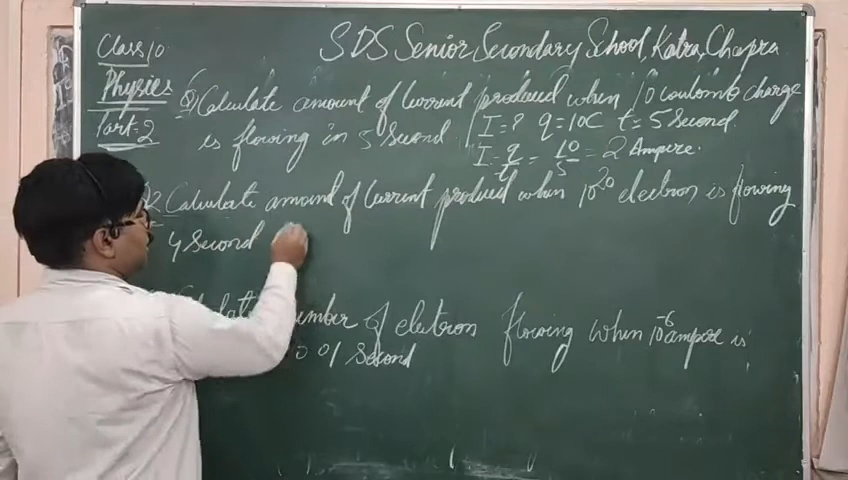 Class 10
SDS Senior Secondary School, Katra, Chapra
Physics
Part-2
Q Calculate amount of Current produced when 10 coulomb charge
is flowing in 5 Second
I=? q=10C t=5 Second.
I=q/t=10/5=2 Ampere.
2 Calculate amount of Current produced when 10^20 electron is flowing
4 Second
number of electron flowing when 10^-6 ampere is
01 Second